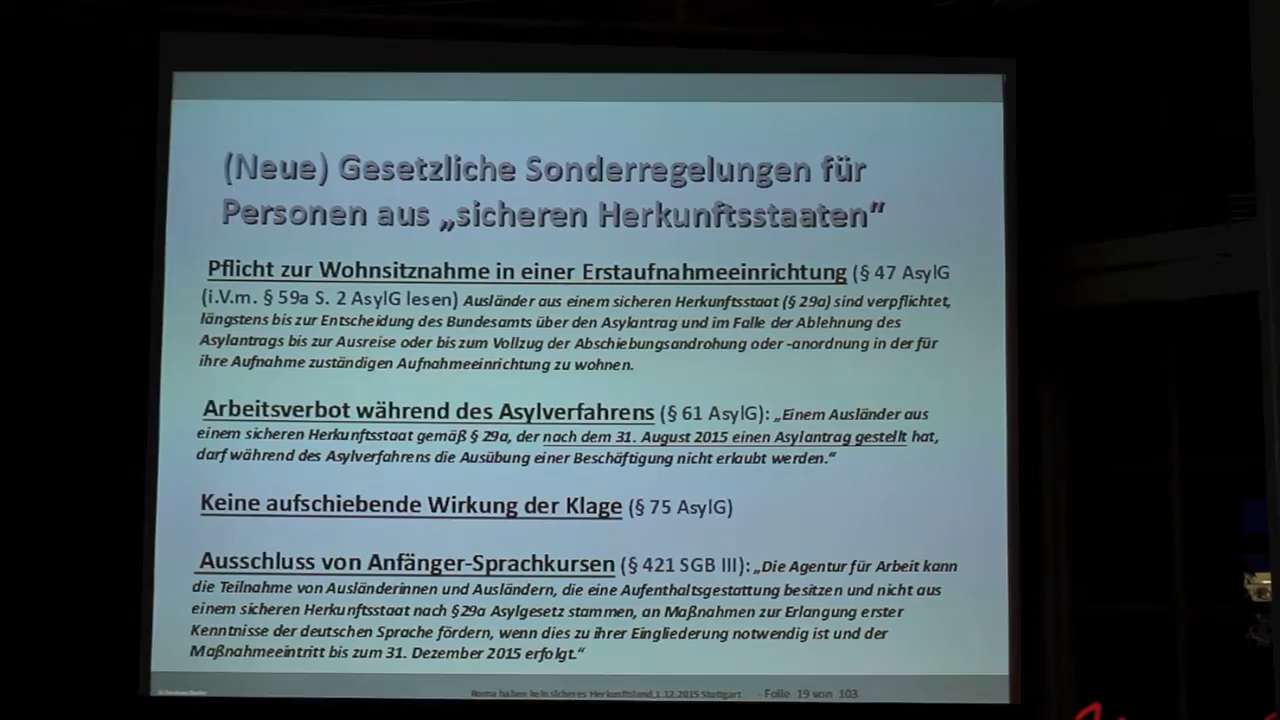 (Neue) Gesetzliche Sonderregelungen für
Personen aus „sicheren Herkunftsstaaten“
Pflicht zur Wohnsitznahme in einer Erstaufnahmeeinrichtung (§ 47 AsylG
(i.V.m. § 59a S. 2 AsylG lesen) Ausländer aus einem sicheren Herkunftsstaat (§ 29a) sind verpflichtet,
längstens bis zur Entscheidung des Bundesamts über den Asylantrag und im Falle der Ablehnung des
Asylantrags bis zur Ausreise oder bis zum Vollzug der Abschiebungsandrohung oder -anordnung in der für
ihre Aufnahme zuständigen Aufnahmeeinrichtung zu wohnen.
Arbeitsverbot während des Asylverfahrens (§ 61 AsylG): „Einem Ausländer aus
einem sicheren Herkunftsstaat gemäß § 29a, der nach dem 31. August 2015 einen Asylantrag gestellt hat,
darf während des Asylverfahrens die Ausübung einer Beschäftigung nicht erlaubt werden.“
Keine aufschiebende Wirkung der Klage (§ 75 AsylG)
Ausschluss von Anfänger-Sprachkursen (§ 421 SGB III): „Die Agentur für Arbeit kann
die Teilnahme von Ausländerinnen und Ausländern, die eine Aufenthaltsgestattung besitzen und nicht aus
einem sicheren Herkunftsstaat nach §29a Asylgesetz stammen, an Maßnahmen zur Erlangung erster
Kenntnisse der deutschen Sprache fördern, wenn dies zu ihrer Eingliederung notwendig ist und der
Maßnahmeeintritt bis zum 31. Dezember 2015 erfolgt.“
Roma haben kein sicheres Herkunftsland,1.12.2015 Stuttgart - Folie 19 von 103